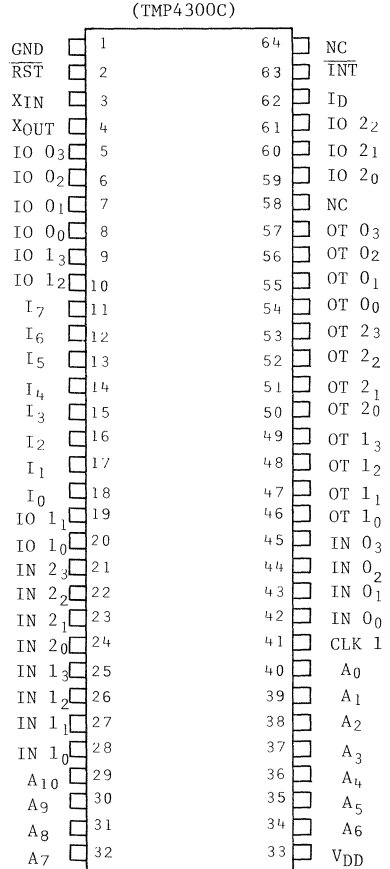 (TMP4300C)
GND 1 64 NC
RST 2 63 INT
XIN 3 62 ID
XOUT 4 61 IO 22
IO 03 5 60 IO 21
IO 02 6 59 IO 20
IO 01 7 58 NC
IO 00 8 57 OT 03
IO 13 9 56 OT 02
IO 12 10 55 OT 01
I7 11 54 OT 00
I6 12 53 OT 23
I5 13 52 OT 22
I4 14 51 OT 21
I3 15 50 OT 20
I2 16 49 OT 13
I1 17 48 OT 12
I0 18 47 OT 11
IO 11 19 46 OT 10
IO 10 20 45 IN 03
IN 23 21 44 IN 02
IN 22 22 43 IN 01
IN 21 23 42 IN 00
IN 20 24 41 CLK 1
IN 13 25 40 A0
IN 12 26 39 A1
IN 11 27 38 A2
IN 10 28 37 A3
A10 29 36 A4
A9 30 35 A5
A8 31 34 A6
A7 32 33 VDD